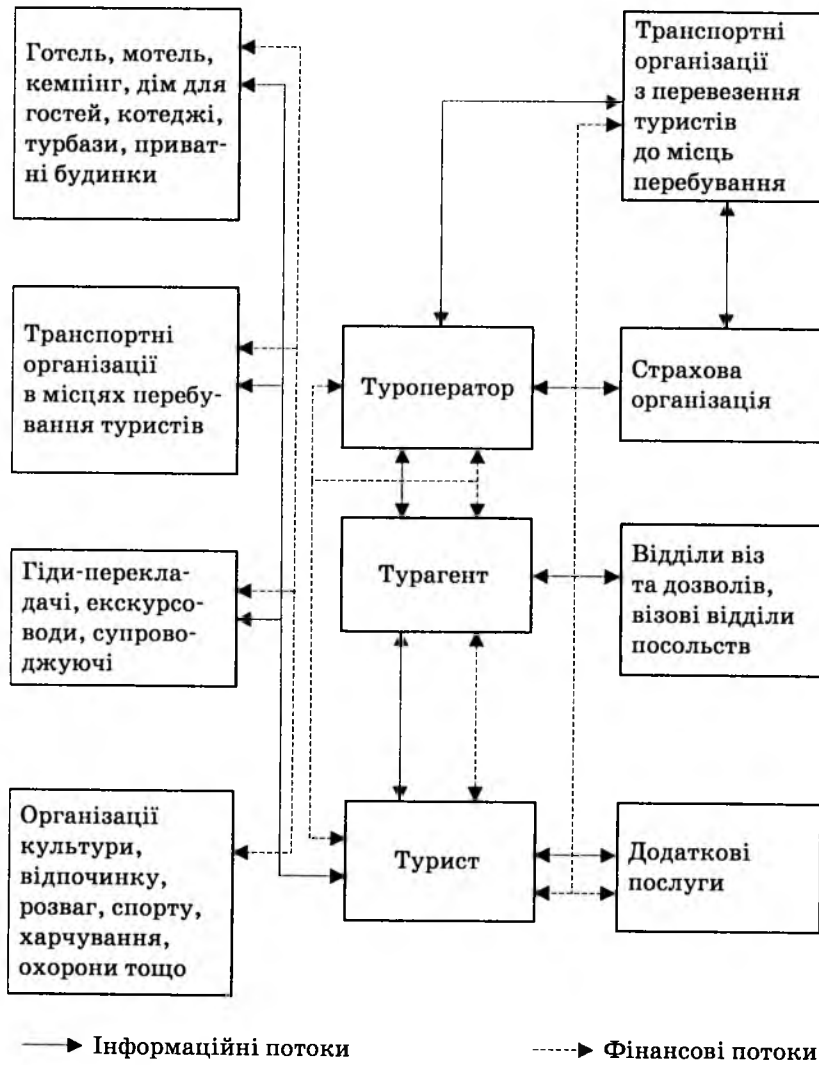 Готель, мотель,
кемпінг, дім для
гостей, котеджі,
турбази, приват-
ні будинки
Транспортні
організації
з перевезення
туристів
до місць
перебування
Транспортні
організації
в місцях перебу-
вання туристів
Туроператор
Страхова
організація
Гіди-перекла-
дачі, екскурсо-
води, супрово-
джуючі
Турагент
Відділи віз
та дозволів,
візові відділи
посольств
Організації
культури,
відпочинку,
розваг, спорту,
харчування,
охорони тощо
Турист
Додаткові
послуги
Інформаційні потоки
Фінансові потоки